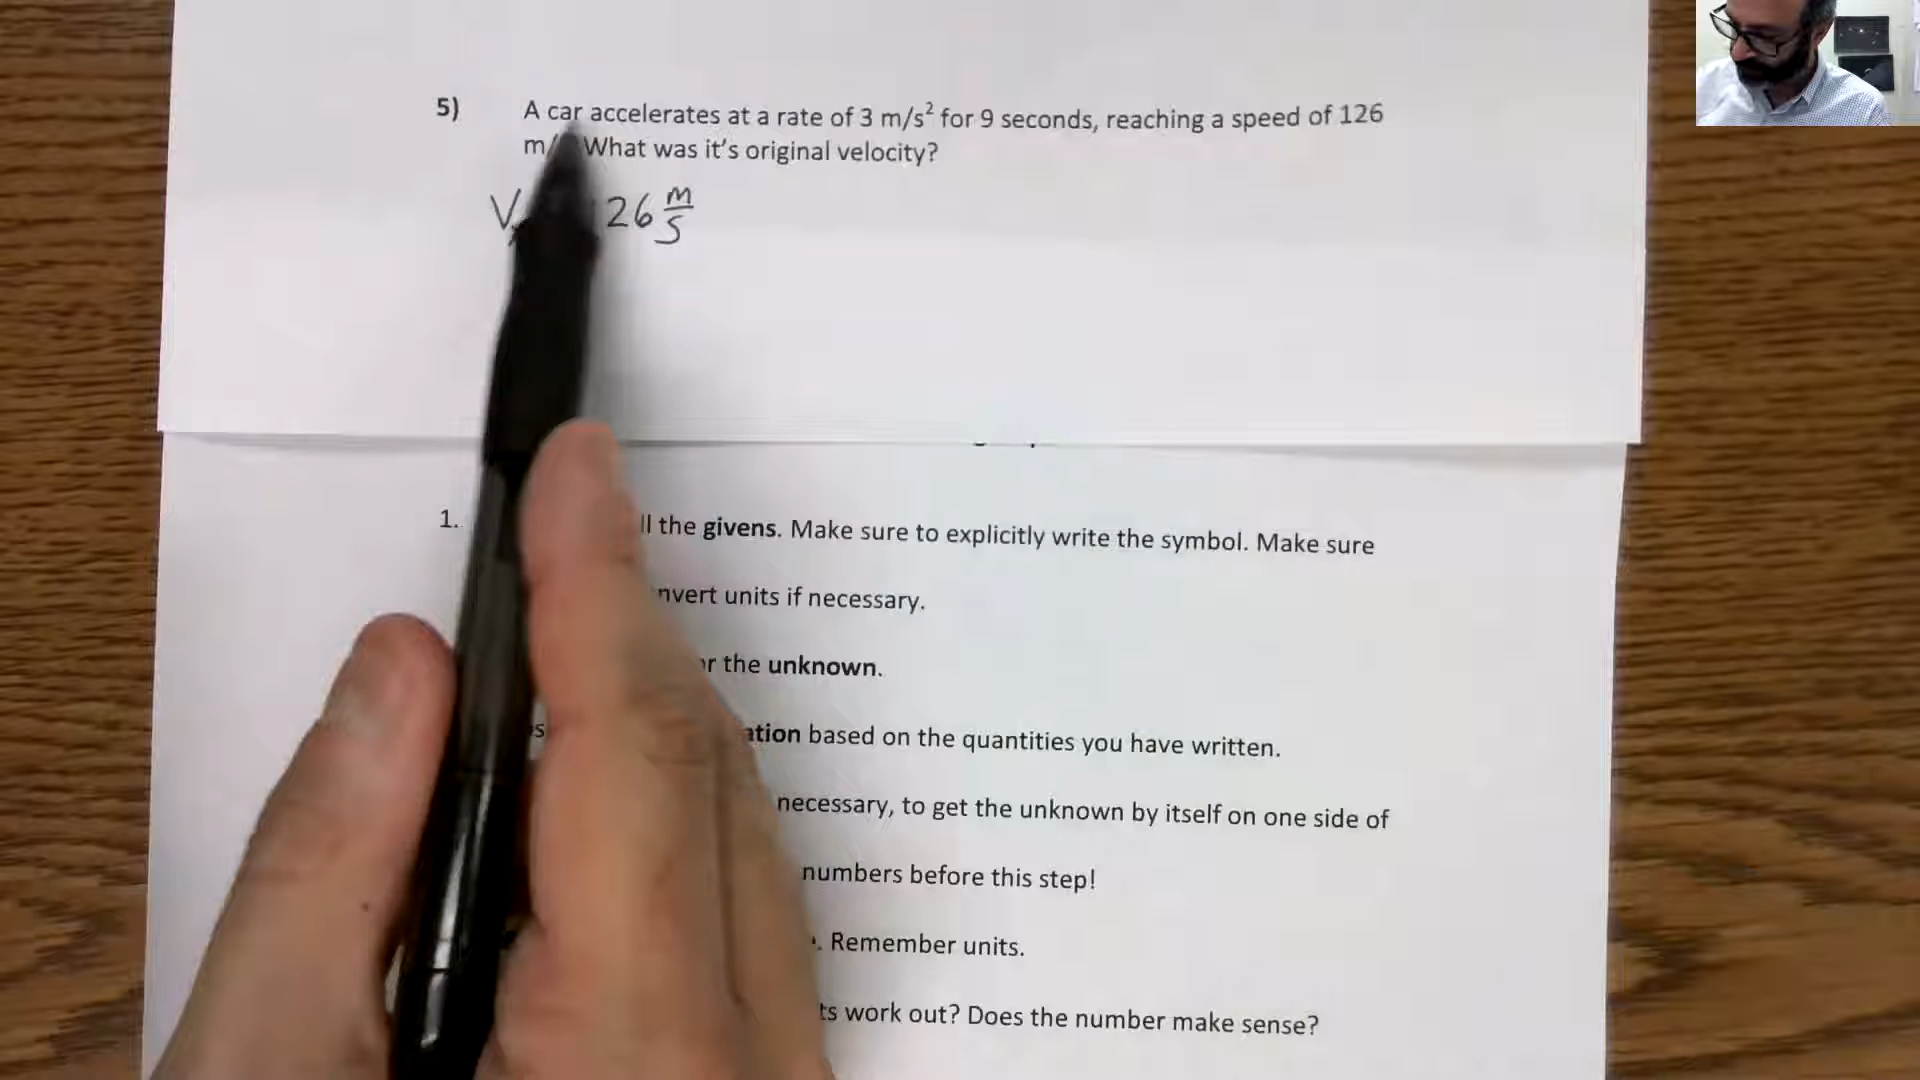 5) A car accelerates at a rate of 3 m/s² for 9 seconds, reaching a speed of 126
m/ What was it's original velocity?
V 26 m/s
1. ll the givens. Make sure to explicitly write the symbol. Make sure
nvert units if necessary.
r the unknown.
ation based on the quantities you have written.
necessary, to get the unknown by itself on one side of
numbers before this step!
. Remember units.
ts work out? Does the number make sense?